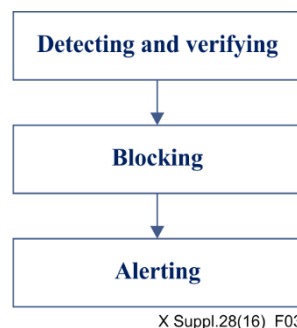 Detecting and verifying
Blocking
Alerting
X Suppl.28(16)_F03